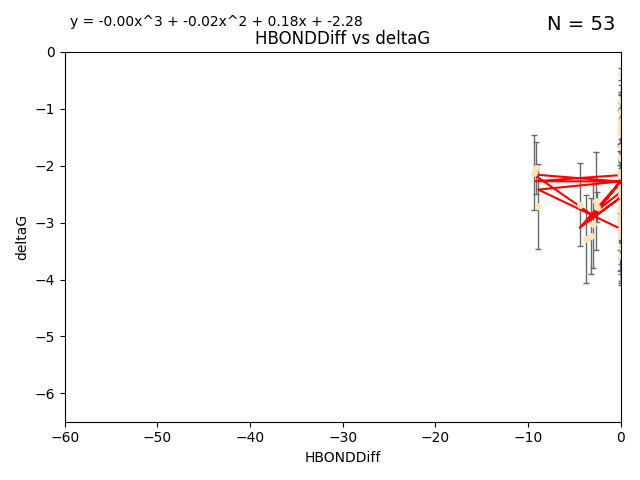 y = -0.00x^3 + -0.02x^2 + 0.18x + -2.28
N = 53
HBONDDiff vs deltaG
0
−1
−2
−3
−4
−5
−6
deltaG
−60
−50
−40
−30
−20
−10
0
HBONDDiff